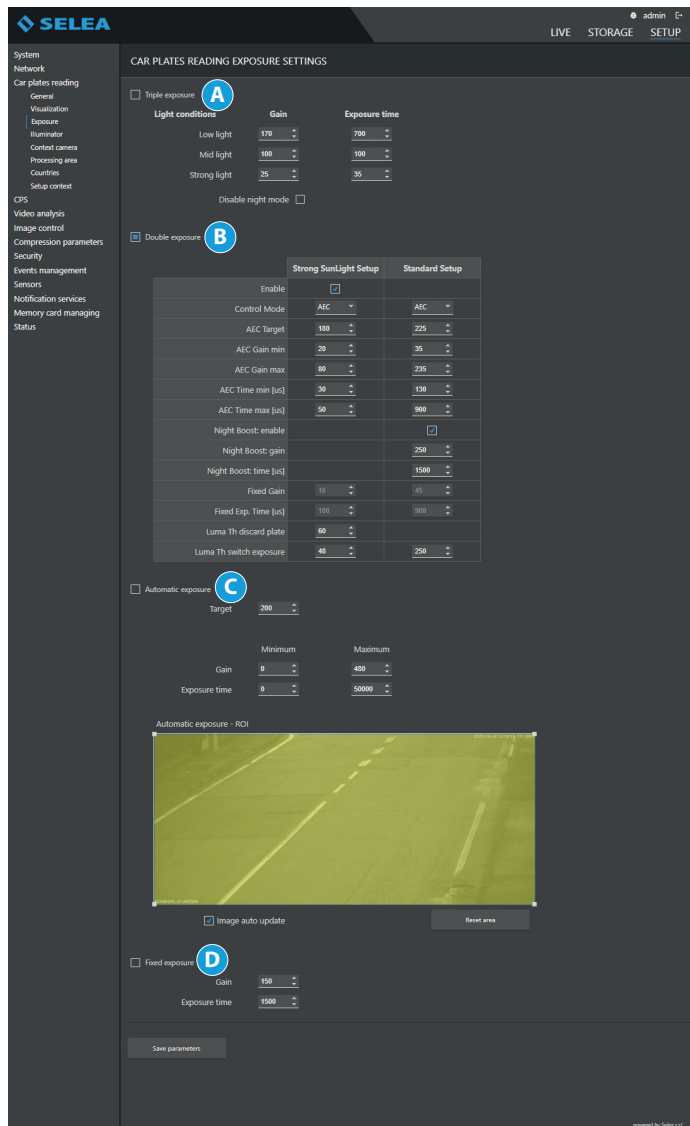 SELEA
admin
LIVE STORAGE SETUP
System
Network
Car plates reading
General
Visualization
Exposure
Illuminator
Context camera
Processing area
Countries
Setup context
CPS
Video analysis
Image control
Compression parameters
Security
Events management
Sensors
Notification services
Memory card managing
Status
CAR PLATES READING EXPOSURE SETTINGS
Triple exposure A
Light conditions Gain Exposure time
Low light 170 700
Mid light 100 100
Strong light 25 35
Disable night mode
Double exposure B
Strong SunLight Setup Standard Setup
Enable
Control Mode AEC AEC
AEC Target 180 225
AEC Gain min 20 35
AEC Gain max 80 235
AEC Time min [us] 30 130
AEC Time max [us] 50 900
Night Boost: enable
Night Boost: gain 250
Night Boost: time [us] 1500
Fixed Gain 16 45
Fixed Exp. Time [us] 100 900
Luma Th discard plate 60
Luma Th switch exposure 48 250
Automatic exposure C
Target 200
Minimum Maximum
Gain 0 480
Exposure time 0 50000
Automatic exposure - ROI
Image auto update Reset area
Fixed exposure D
Gain 150
Exposure time 1500
Save parameters
powered by Selea s.r.l.